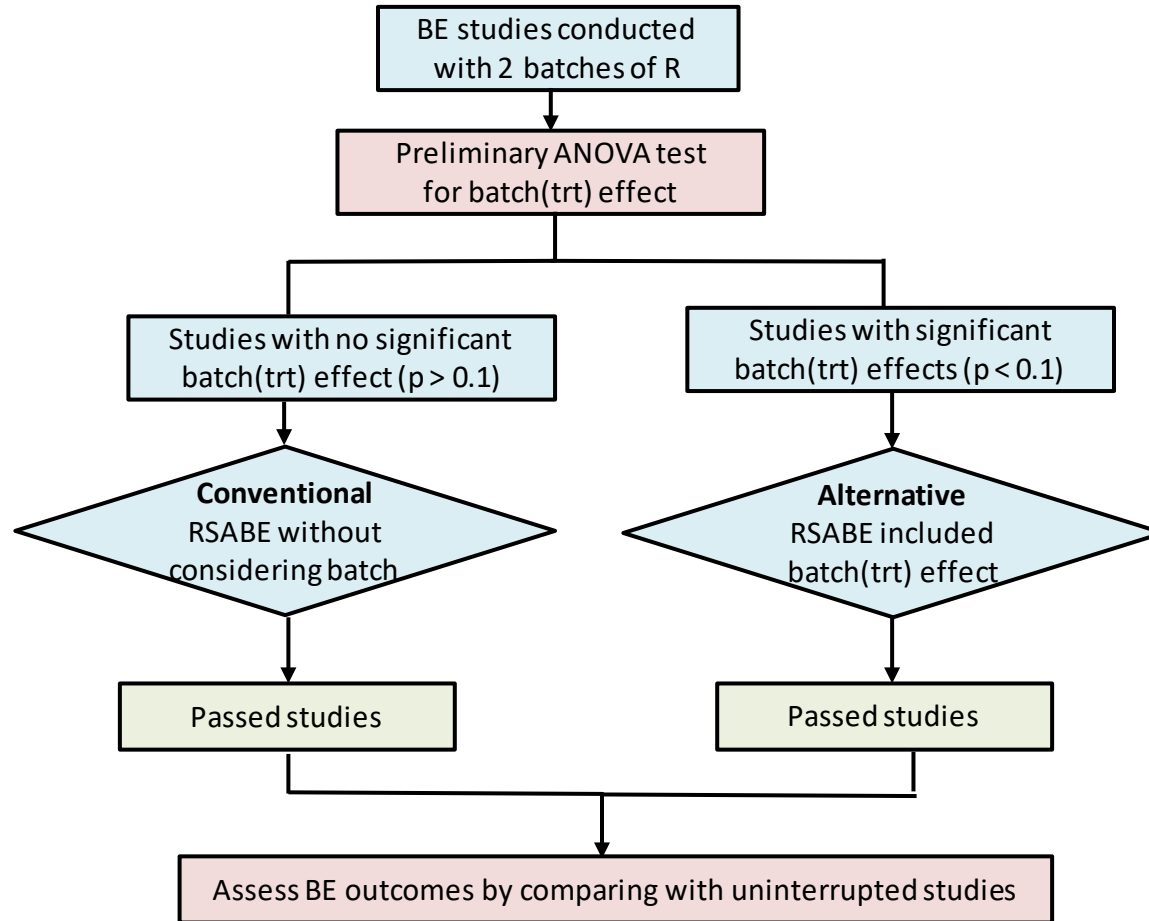 BE studies conducted
with 2 batches of R
Preliminary ANOVA test
for batch(trt) effect
Studies with no significant
batch(trt) effect (p > 0.1)
Studies with significant
batch(trt) effects (p < 0.1)
Conventional
RSABE without
considering batch
Alternative
RSABE included
batch(trt) effect
Passed studies
Passed studies
Assess BE outcomes by comparing with uninterrupted studies